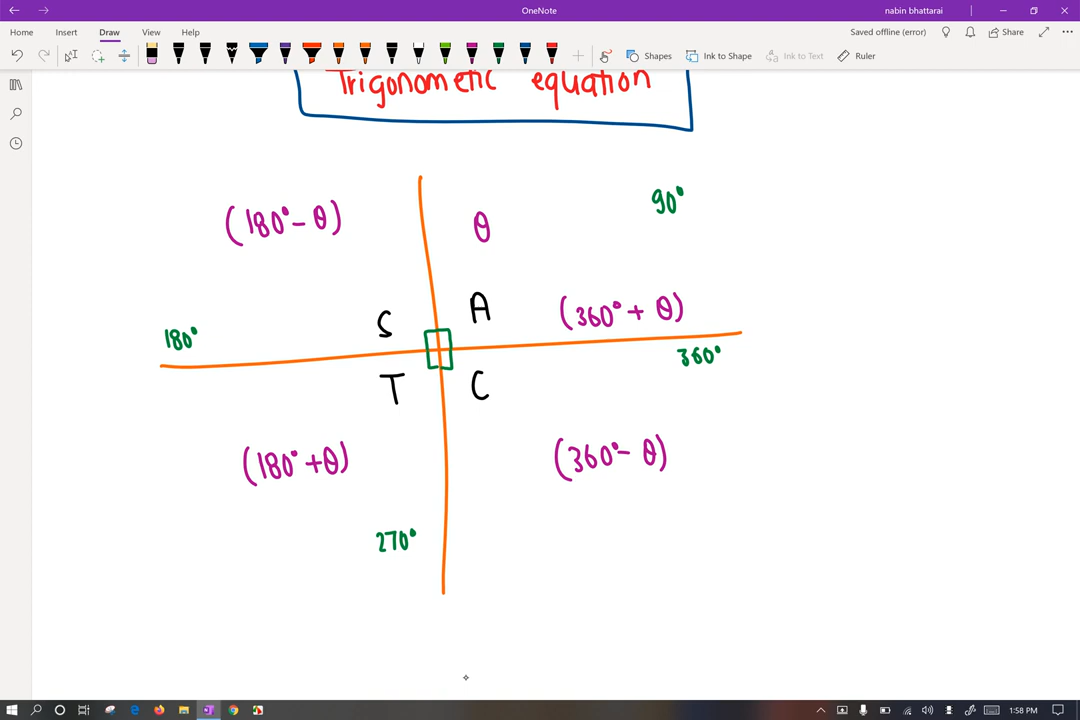 OneNote
nabin bhattarai
Home Insert Draw View Help
Saved offline (error)
Share
Shapes
Ink to Shape
Ink to Text
Ruler
Trigonometic equation
(180° - θ)
θ
90°
S
A
(360° + θ)
180°
360°
T
C
(180° + θ)
(360° - θ)
270°
1:58 PM